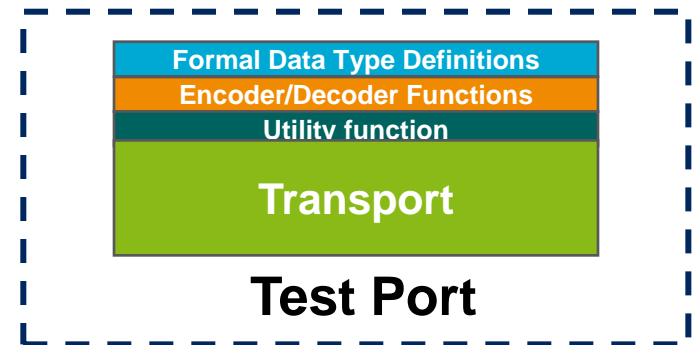 Formal Data Type Definitions
Encoder/Decoder Functions
Utility function
Transport
Test Port